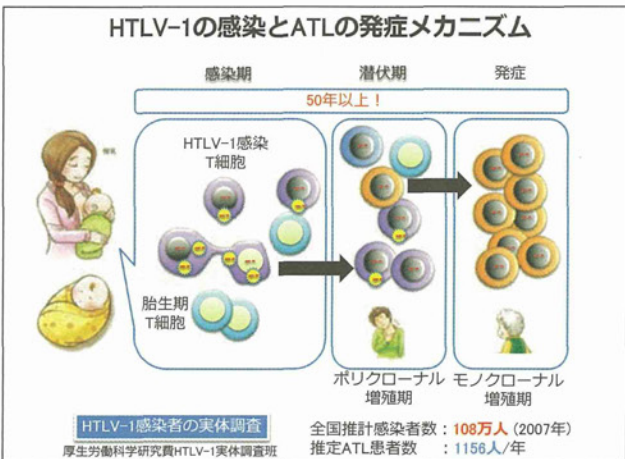 HTLV-1の感染とATLの発症メカニズム
感染期
潜伏期
発症
50年以上！
HTLV-1感染
T細胞
胎生期
T細胞
ポリクローナル
増殖期
モノクローナル
増殖期
HTLV-1感染者の実体調査
厚生労働科学研究費HTLV-1実体調査班
全国推計感染者数：108万人 (2007年)
推定ATL患者数 ：1156人/年